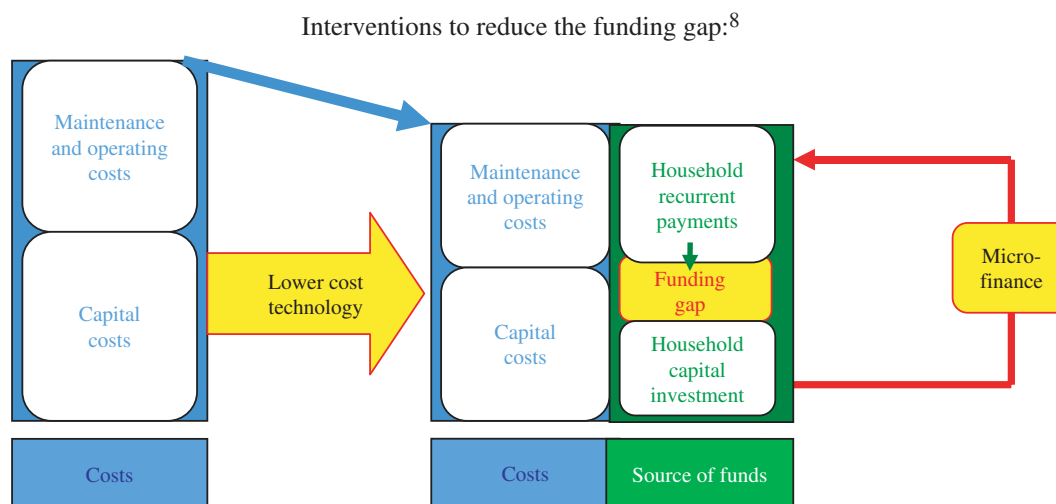 Interventions to reduce the funding gap:8
Maintenance
and operating
costs
Capital
costs
Costs
Lower cost
technology
Maintenance
and operating
costs
Capital
costs
Costs
Household
recurrent
payments
Funding
gap
Household
capital
investment
Source of funds
Micro-
finance